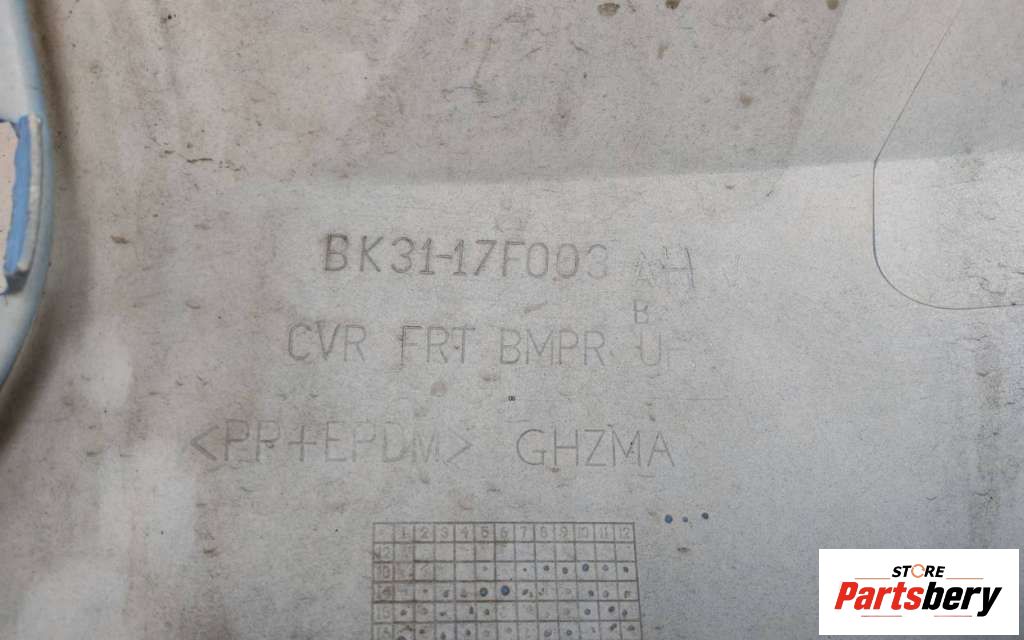 BK31-17F003 AH
B
CVR FRT BMPR
<PP+EPDM> GHZMA
1 2 3 4 5 6 7 8 9 10 11 12
STORE
Partsbery